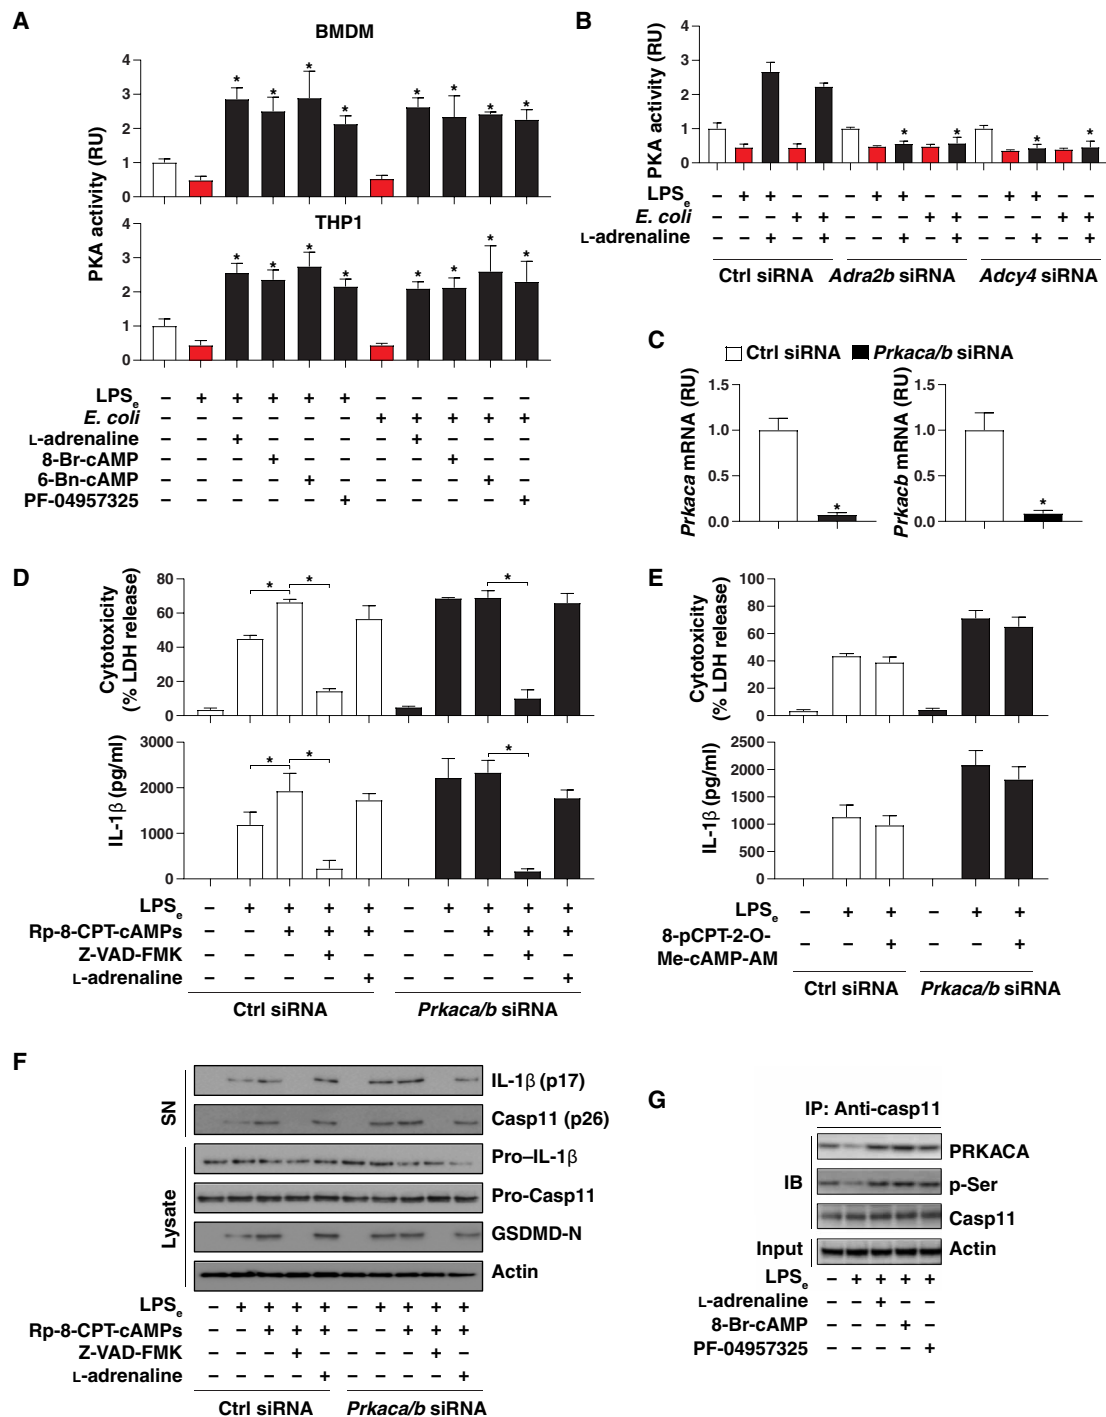 A
BMDM
PKA activity (RU)
4
3
2
1
0
THP1
4
3
2
1
0
* * * * * * * *
* * * * * * * *
LPSe – + + + + + – – – – –
E. coli – – – – – – + + + + +
L-adrenaline – – + – – – – + – – –
8-Br-cAMP – – – + – – – – + – –
6-Bn-cAMP – – – – + – – – – + –
PF-04957325 – – – – – + – – – – +
B
PKA activity (RU)
4
3
2
1
0
* * * *
LPSe – + + – – – + + – – – + + – –
E. coli – – – + + – – – + + – – – + +
L-adrenaline – – + – + – – + – + – – + – +
Ctrl siRNA Adra2b siRNA Adcy4 siRNA
C
Ctrl siRNA Prkaca/b siRNA
Prkaca mRNA (RU)
1.5
1.0
0.5
0.0
*
Prkacb mRNA (RU)
1.5
1.0
0.5
0.0
*
D
Cytotoxicity
(% LDH release)
80
60
40
20
0
* * *
IL-1β (pg/ml)
3000
2000
1000
0
* * *
LPSe – + + + + – + + + +
Rp-8-CPT-cAMPs – – + + + – – + + +
Z-VAD-FMK – – – + – – – – + –
L-adrenaline – – – – + – – – – +
Ctrl siRNA Prkaca/b siRNA
E
Cytotoxicity
(% LDH release)
100
80
60
40
20
0
IL-1β (pg/ml)
2500
2000
1500
1000
500
0
LPSe – + + – + +
8-pCPT-2-O-
Me-cAMP-AM – – + – – +
Ctrl siRNA Prkaca/b siRNA
F
SN
IL-1β (p17)
Casp11 (p26)
Lysate
Pro–IL-1β
Pro-Casp11
GSDMD-N
Actin
LPSe – + + + + – + + + +
Rp-8-CPT-cAMPs – – + + + – – + + +
Z-VAD-FMK – – – + – – – – + –
L-adrenaline – – – – + – – – – +
Ctrl siRNA Prkaca/b siRNA
G
IP: Anti-casp11
IB
PRKACA
p-Ser
Casp11
Input Actin
LPSe – + + + +
L-adrenaline – – + – –
8-Br-cAMP – – – + –
PF-04957325 – – – – +